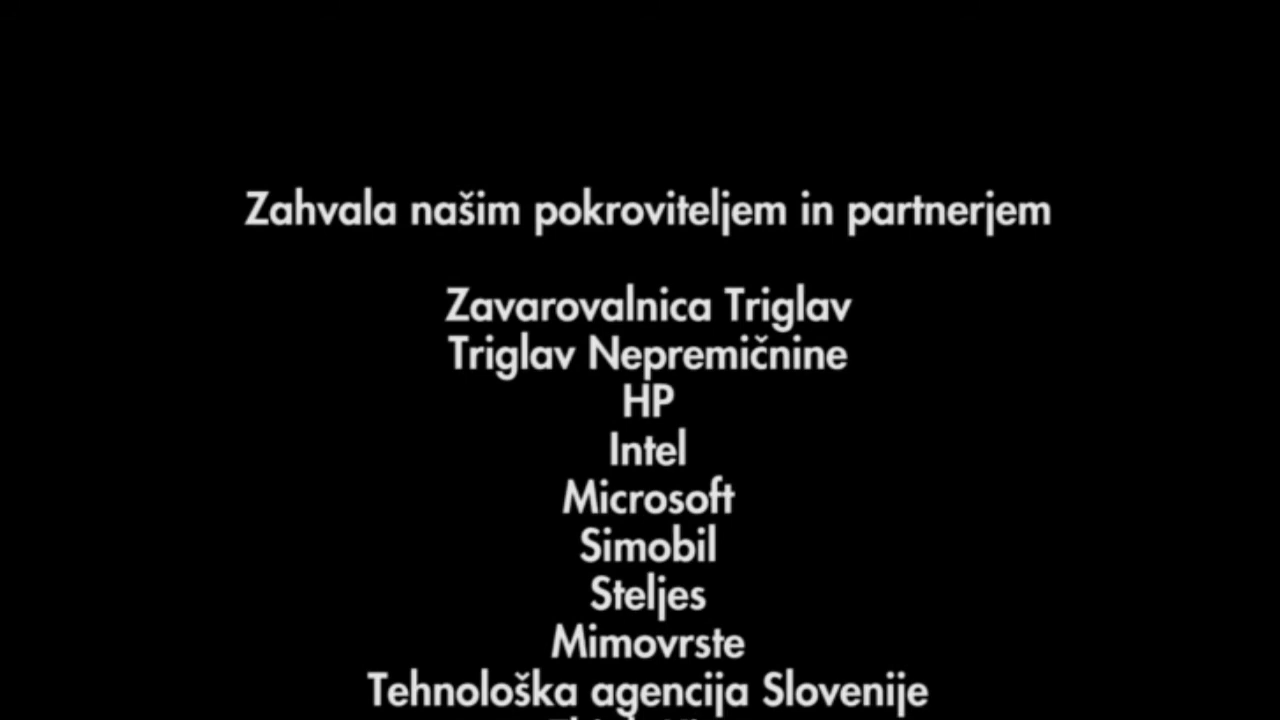 Zahvala našim pokroviteljem in partnerjem
Zavarovalnica Triglav
Triglav Nepremičnine
HP
Intel
Microsoft
Simobil
Steljes
Mimovrste
Tehnološka agencija Slovenije